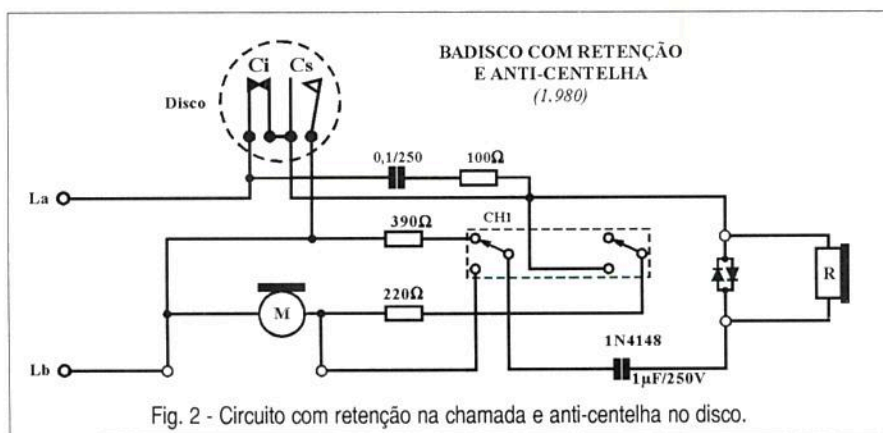 BADISCO COM RETENÇÃO
E ANTI-CENTELHA
(1.980)
Ci Cs
Disco
0,1/250
100Ω
La
390Ω
CH1
R
220Ω
M
1N4148
Lb
1µF/250V
Fig. 2 - Circuito com retenção na chamada e anti-centelha no disco.